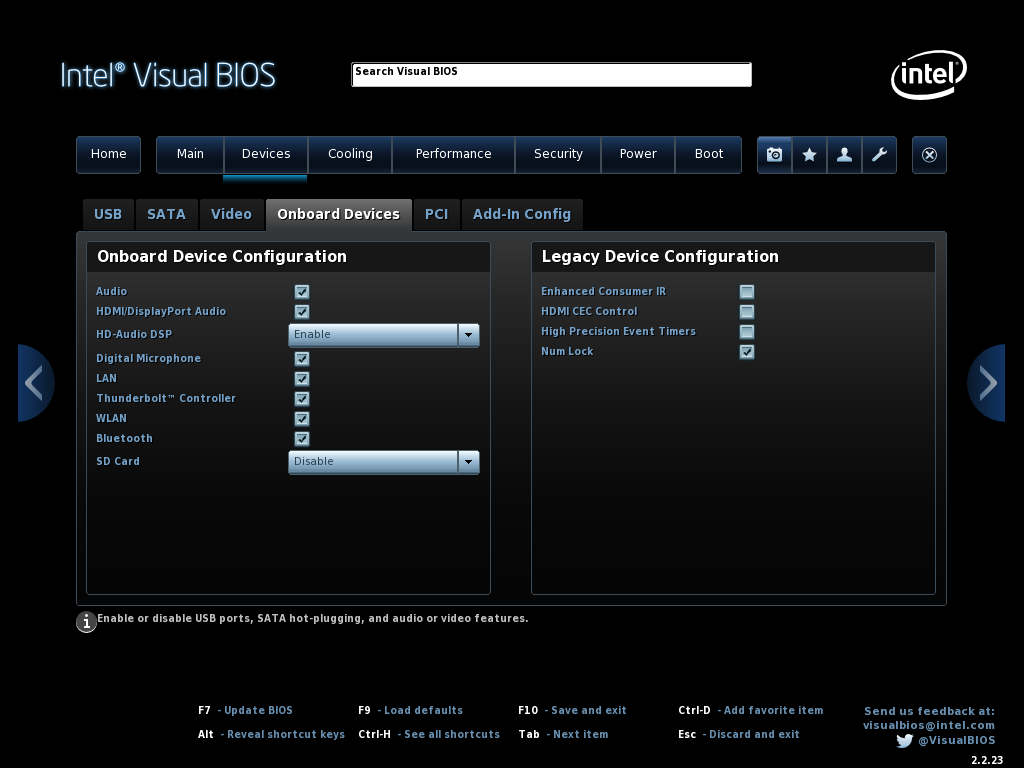 Intel® Visual BIOS
Search Visual BIOS
intel
Home Main Devices Cooling Performance Security Power Boot
USB SATA Video Onboard Devices PCI Add-In Config
Onboard Device Configuration
Audio
HDMI/DisplayPort Audio
HD-Audio DSP Enable
Digital Microphone
LAN
Thunderbolt™ Controller
WLAN
Bluetooth
SD Card Disable
Legacy Device Configuration
Enhanced Consumer IR
HDMI CEC Control
High Precision Event Timers
Num Lock
Enable or disable USB ports, SATA hot-plugging, and audio or video features.
F7 - Update BIOS F9 - Load defaults F10 - Save and exit Ctrl-D - Add favorite item
Alt - Reveal shortcut keys Ctrl-H - See all shortcuts Tab - Next item Esc - Discard and exit
Send us feedback at:
visualbios@intel.com
@VisualBIOS
2.2.23